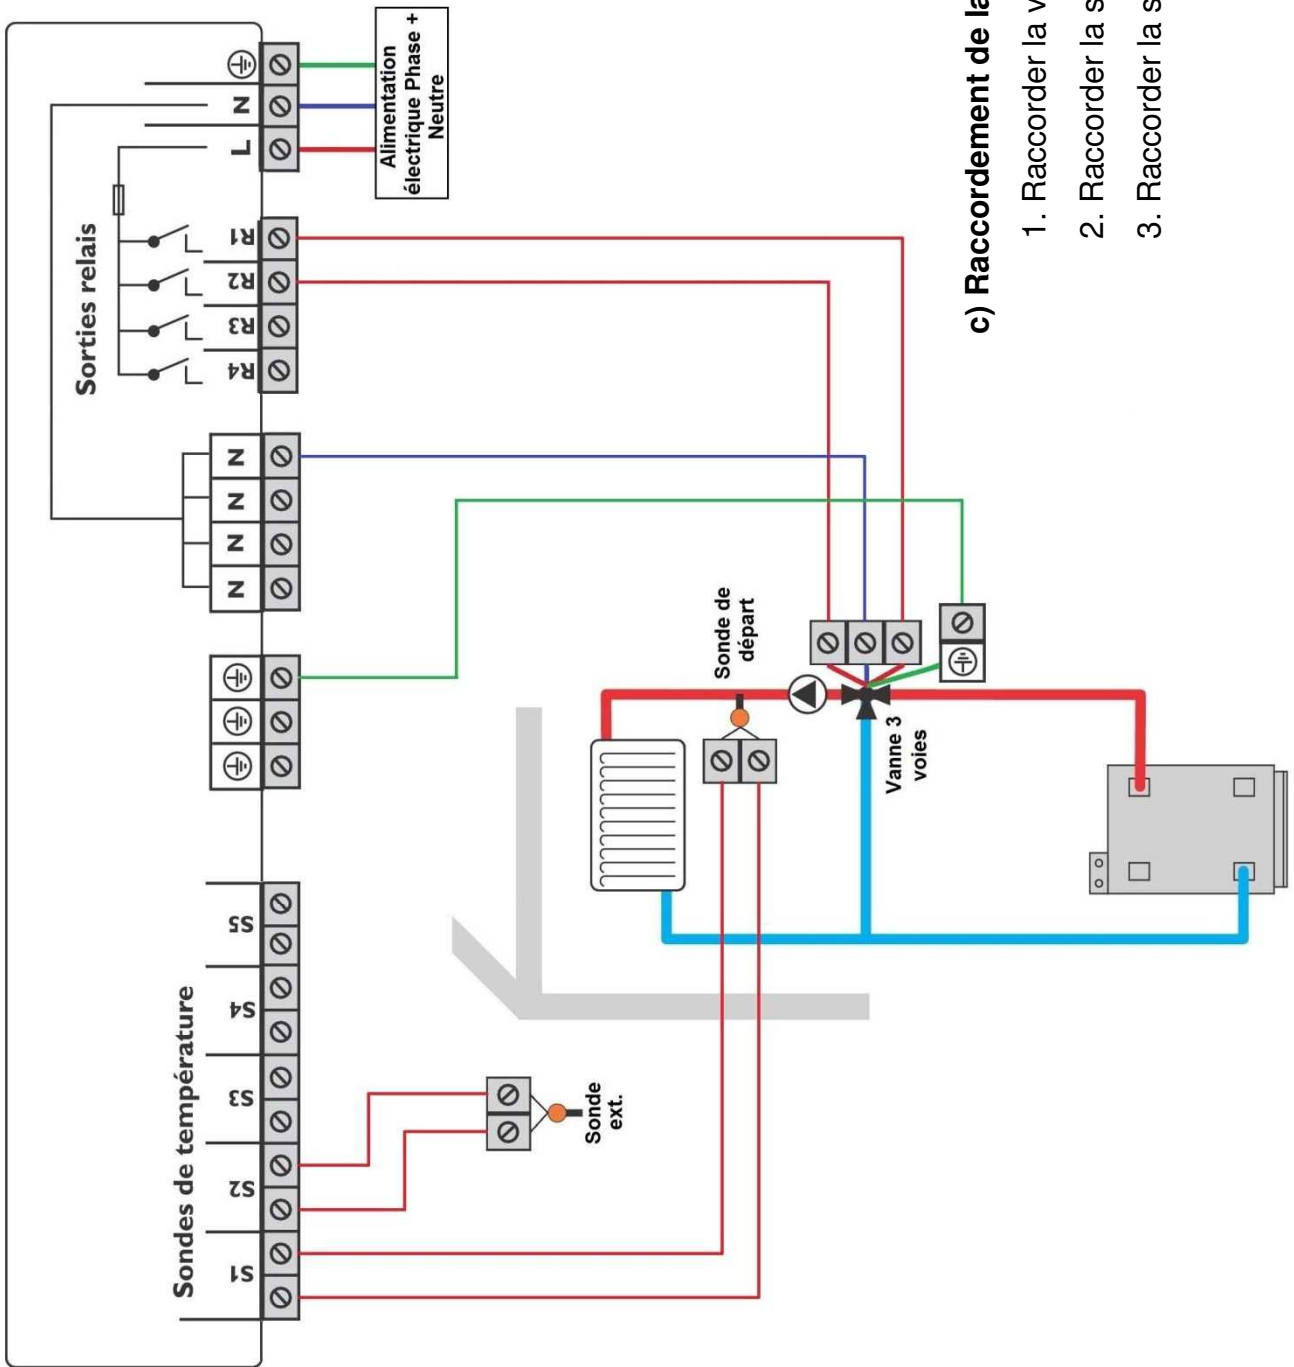 Sorties relais
Sondes de température
S1 S2 S3 S4 S5
N N N N
R4 R3 R2 R1
L N
Alimentation
électrique Phase +
Neutre
Sonde
ext.
Sonde de
départ
Vanne 3
voies
c) Raccordement de la
1. Raccorder la v
2. Raccorder la s
3. Raccorder la s